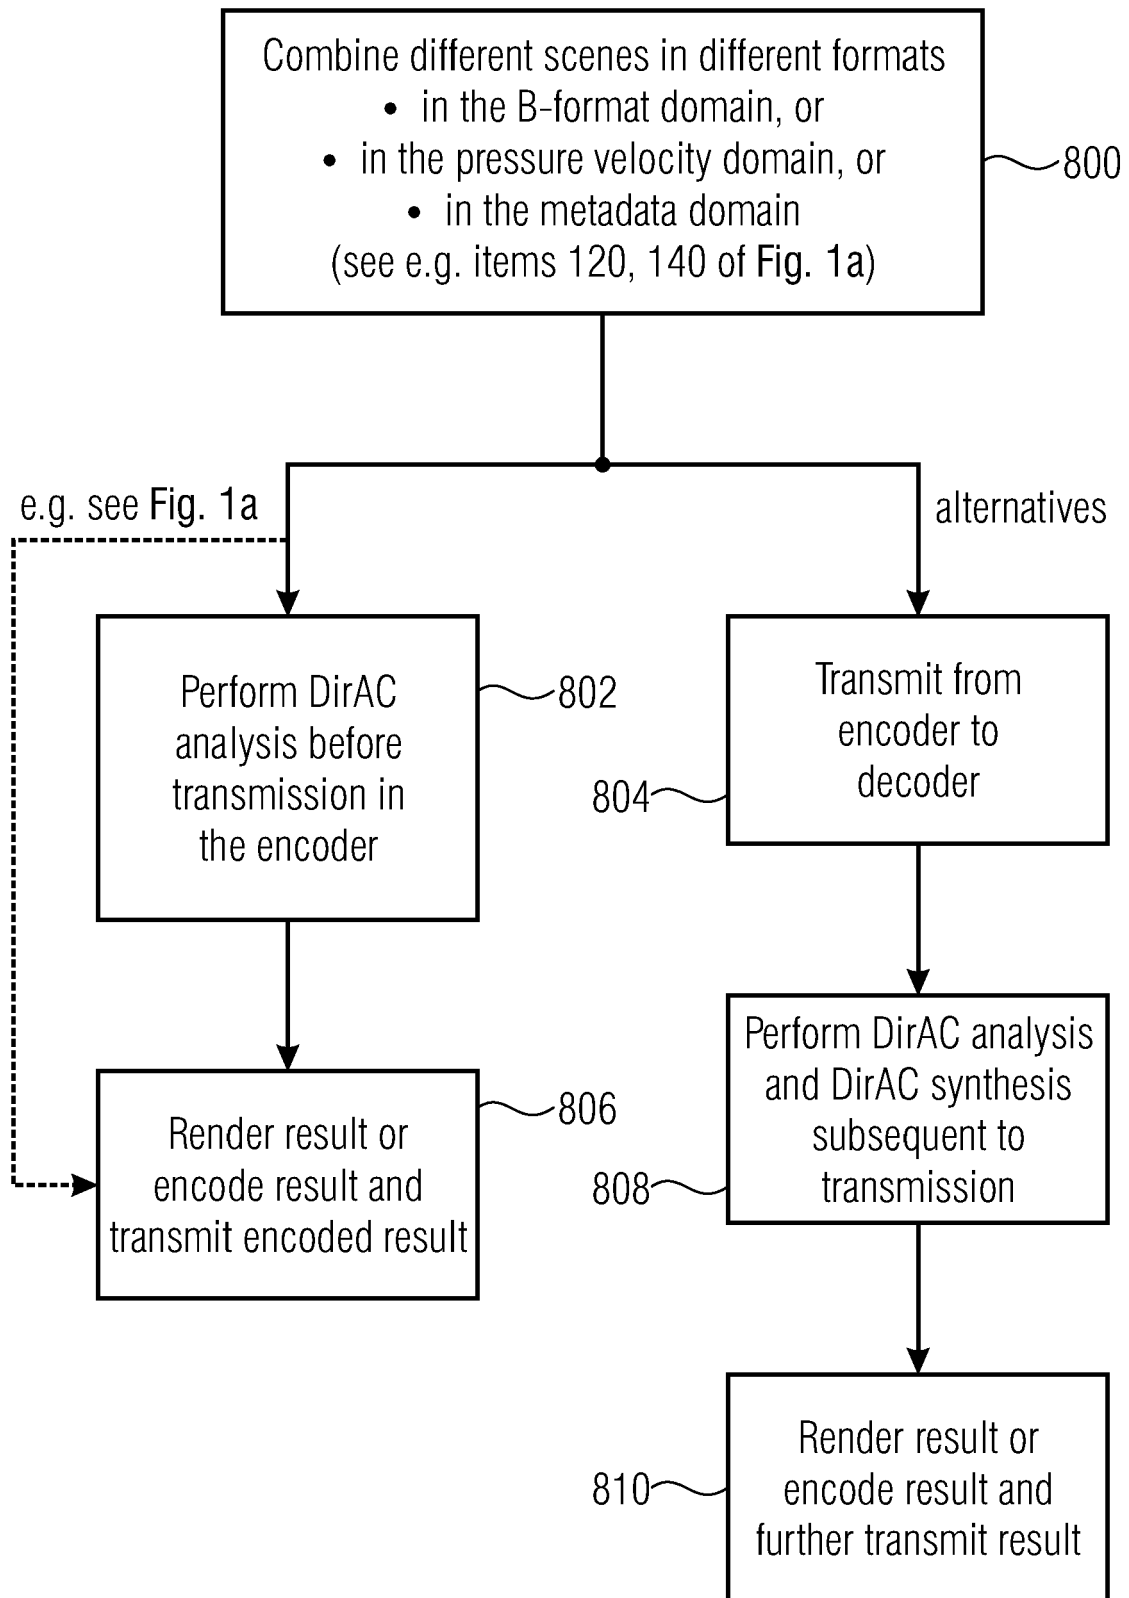 Combine different scenes in different formats
• in the B-format domain, or
• in the pressure velocity domain, or
• in the metadata domain
(see e.g. items 120, 140 of Fig. 1a)
800
e.g. see Fig. 1a
alternatives
Perform DirAC
analysis before
transmission in
the encoder
802
Transmit from
encoder to
decoder
804
Render result or
encode result and
transmit encoded result
806
Perform DirAC analysis
and DirAC synthesis
subsequent to
transmission
808
Render result or
encode result and
further transmit result
810